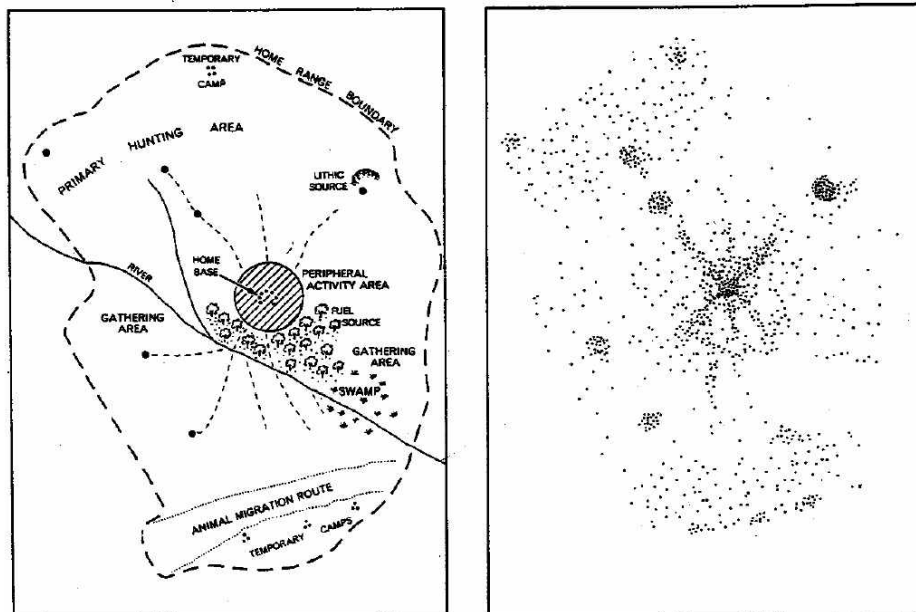 TEMPORARY
CAMP
HOME RANGE BOUNDARY
PRIMARY HUNTING AREA
LITHIC
SOURCE
HOME
BASE
RIVER
PERIPHERAL
ACTIVITY AREA
FUEL
SOURCE
GATHERING
AREA
GATHERING
AREA
SWAMP
ANIMAL MIGRATION ROUTE
TEMPORARY CAMPS